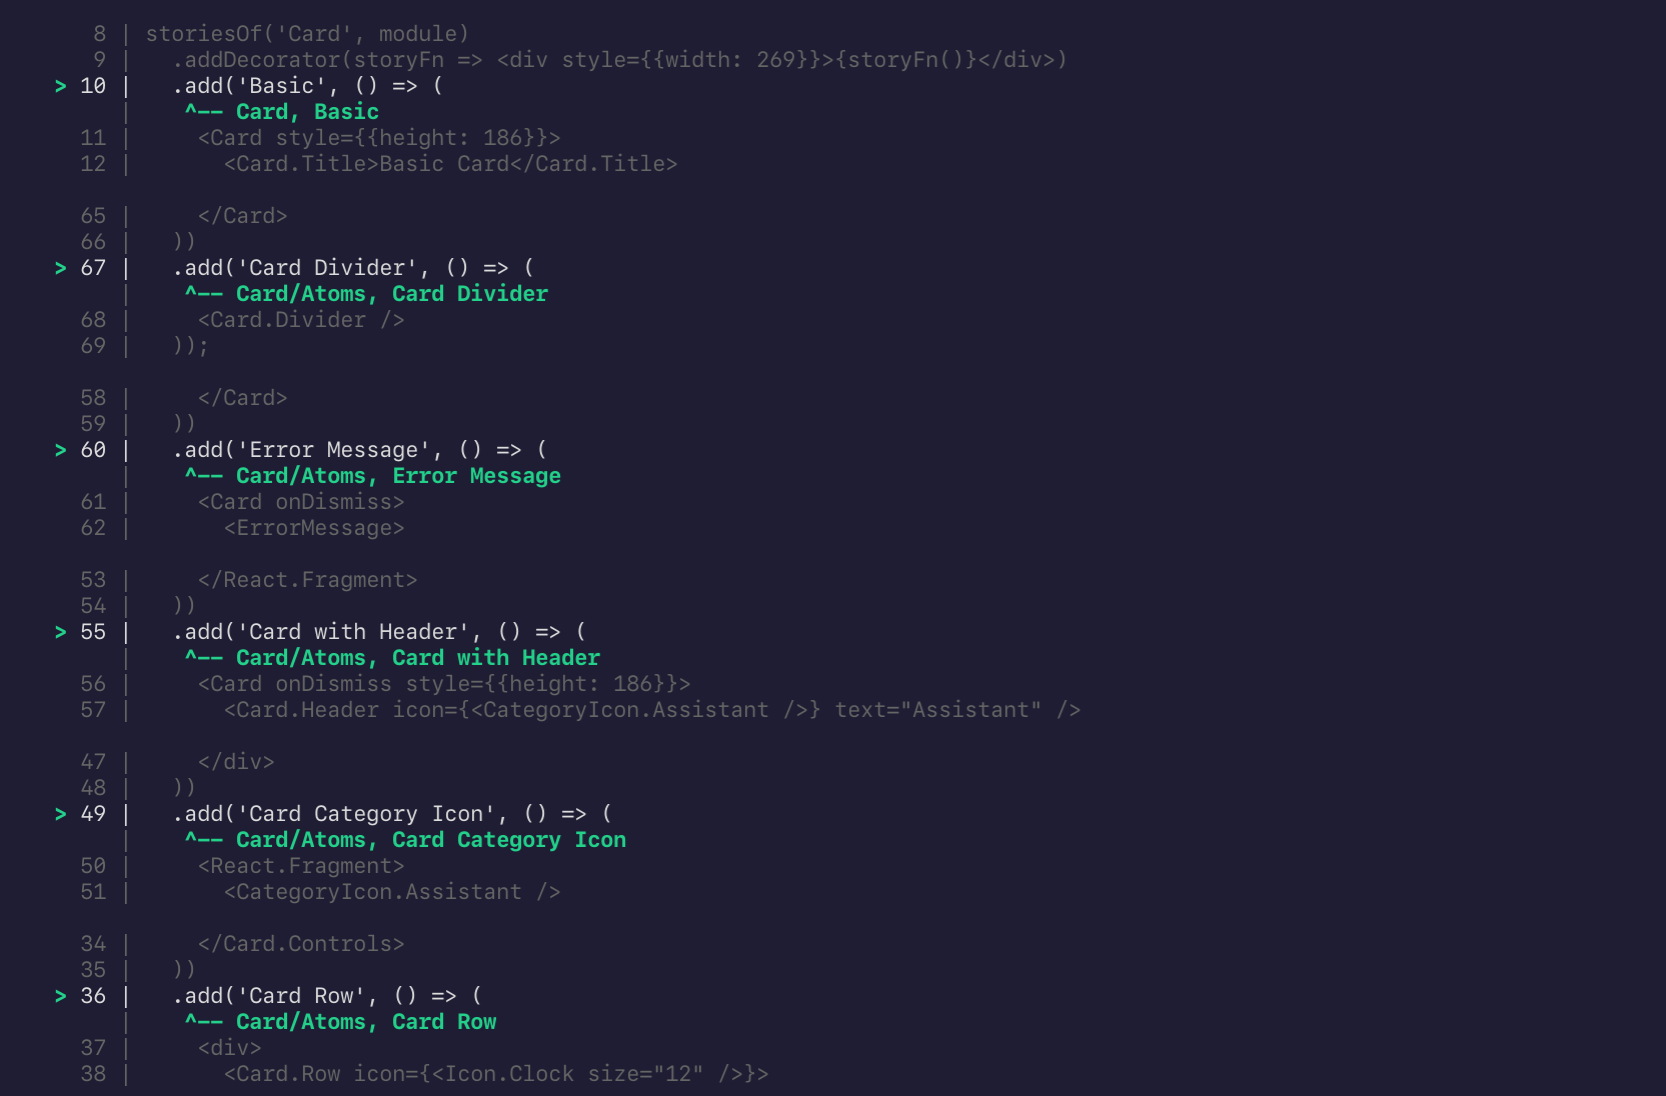 8 | storiesOf('Card', module)
9 |   .addDecorator(storyFn => <div style={{width: 269}}>{storyFn()}</div>)
> 10 |   .add('Basic', () => (
|    ^-- Card, Basic
11 |     <Card style={{height: 186}}>
12 |       <Card.Title>Basic Card</Card.Title>
65 |     </Card>
66 |   ))
> 67 |   .add('Card Divider', () => (
|    ^-- Card/Atoms, Card Divider
68 |     <Card.Divider />
69 |   ));
58 |     </Card>
59 |   ))
> 60 |   .add('Error Message', () => (
|    ^-- Card/Atoms, Error Message
61 |     <Card onDismiss>
62 |       <ErrorMessage>
53 |     </React.Fragment>
54 |   ))
> 55 |   .add('Card with Header', () => (
|    ^-- Card/Atoms, Card with Header
56 |     <Card onDismiss style={{height: 186}}>
57 |       <Card.Header icon={<CategoryIcon.Assistant />} text="Assistant" />
47 |     </div>
48 |   ))
> 49 |   .add('Card Category Icon', () => (
|    ^-- Card/Atoms, Card Category Icon
50 |     <React.Fragment>
51 |       <CategoryIcon.Assistant />
34 |     </Card.Controls>
35 |   ))
> 36 |   .add('Card Row', () => (
|    ^-- Card/Atoms, Card Row
37 |     <div>
38 |       <Card.Row icon={<Icon.Clock size="12" />}>